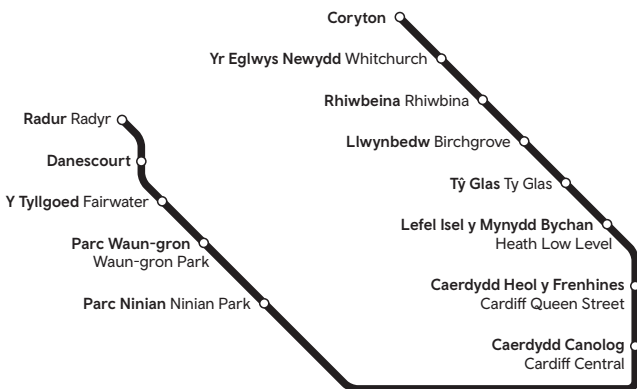 Coryton
Yr Eglwys Newydd Whitchurch
Rhiwbeina Rhiwbina
Radur Radyr
Llwynbedw Birchgrove
Danescourt
Tŷ Glas Ty Glas
Y Tyllgoed Fairwater
Lefel Isel y Mynydd Bychan
Heath Low Level
Parc Waun-gron
Waun-gron Park
Caerdydd Heol y Frenhines
Cardiff Queen Street
Parc Ninian Ninian Park
Caerdydd Canolog
Cardiff Central